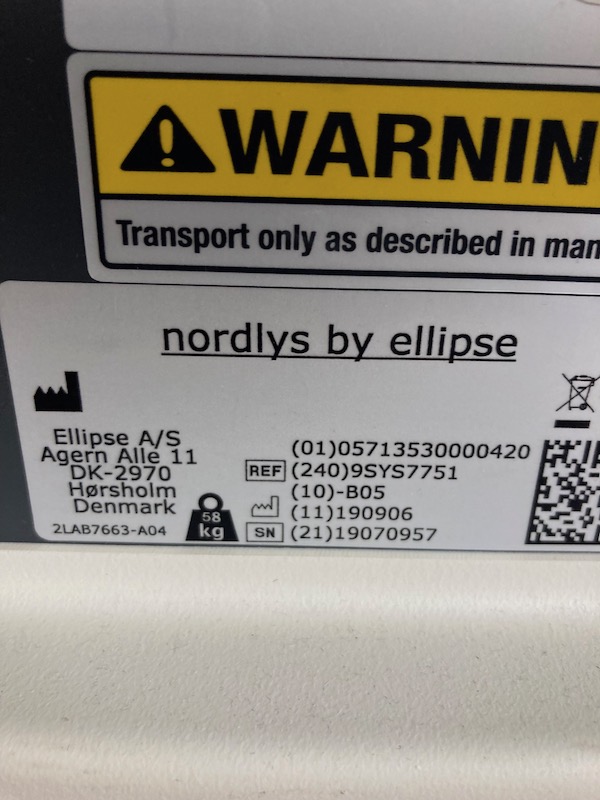 WARNIN
Transport only as described in man
nordlys by ellipse
Ellipse A/S
Agern Alle 11
DK-2970
Hørsholm
Denmark
2LAB7663-A04
58
kg
(01)05713530000420
REF (240)9SYS7751
(10)-B05
(11)190906
SN (21)19070957